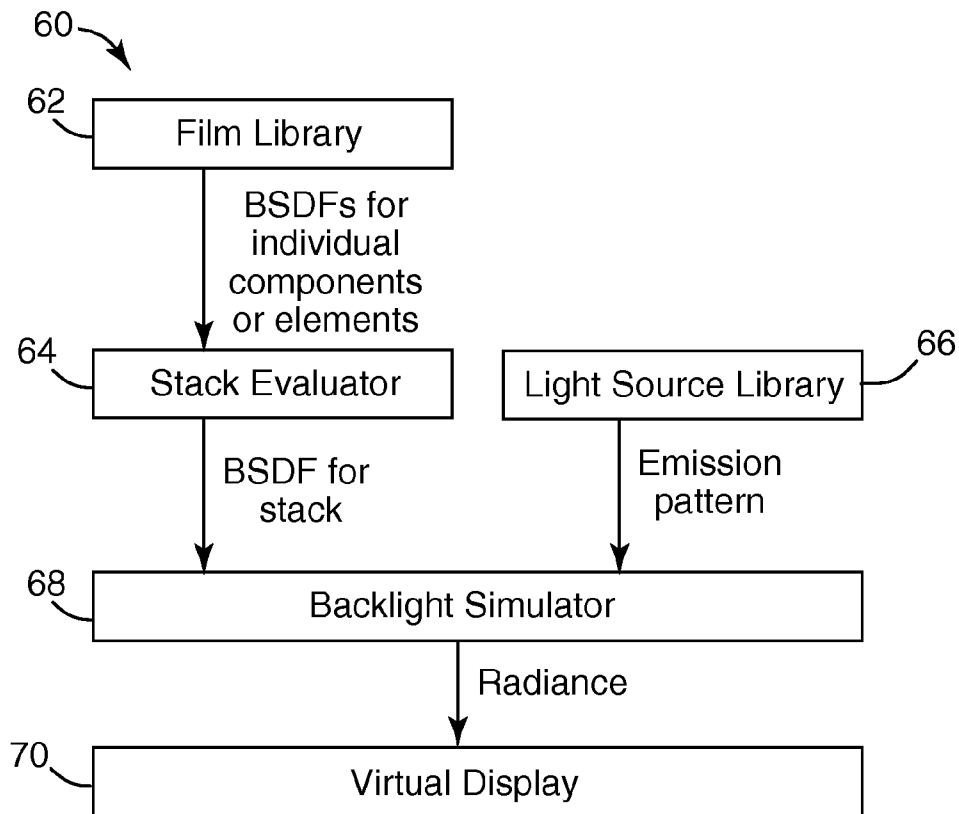 60
62
Film Library
BSDFs for
individual
components
or elements
64
Stack Evaluator
66
Light Source Library
BSDF for
stack
Emission
pattern
68
Backlight Simulator
Radiance
70
Virtual Display